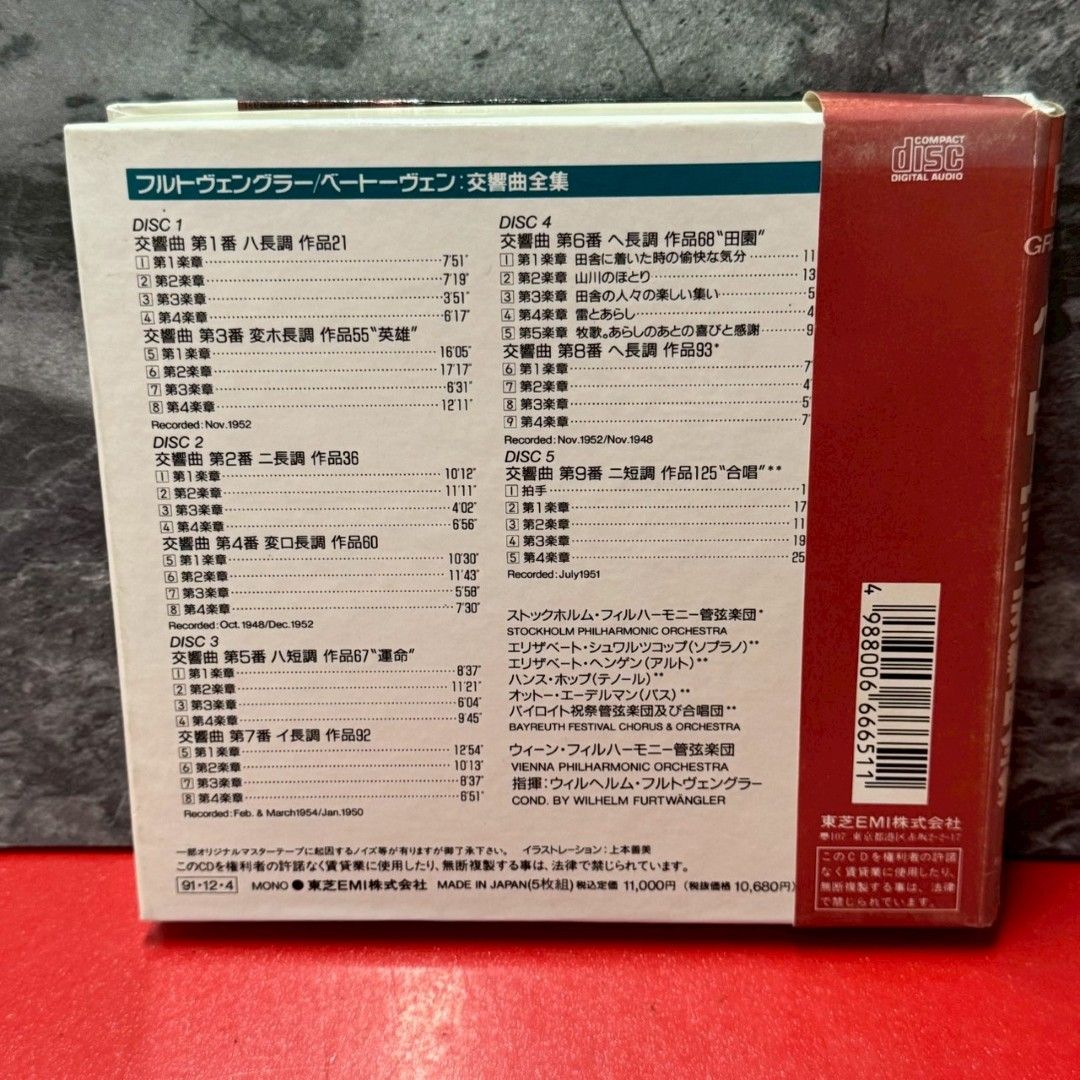 フルトヴェングラー/ベートーヴェン:交響曲全集
DISC 1
交響曲 第1番 ハ長調 作品21
1 第1楽章 7'51"
2 第2楽章 7'19"
3 第3楽章 3'51"
4 第4楽章 6'17"
交響曲 第3番 変ホ長調 作品55"英雄"
5 第1楽章 16'05"
6 第2楽章 17'17"
7 第3楽章 6'31"
8 第4楽章 12'11"
Recorded: Nov.1952
DISC 2
交響曲 第2番 ニ長調 作品36
1 第1楽章 10'12"
2 第2楽章 11'11"
3 第3楽章 4'02"
4 第4楽章 6'56"
交響曲 第4番 変ロ長調 作品60
5 第1楽章 10'30"
6 第2楽章 11'43"
7 第3楽章 5'58"
8 第4楽章 7'30"
Recorded: Oct.1948/Dec.1952
DISC 3
交響曲 第5番 ハ短調 作品67"運命"
1 第1楽章 8'37"
2 第2楽章 11'21"
3 第3楽章 6'04"
4 第4楽章 9'45"
交響曲 第7番 イ長調 作品92
5 第1楽章 12'54"
6 第2楽章 10'13"
7 第3楽章 8'37"
8 第4楽章 6'51"
Recorded: Feb. & March1954/Jan.1950
DISC 4
交響曲 第6番 ヘ長調 作品68"田園"
1 第1楽章 田舎に着いた時の愉快な気分 11
2 第2楽章 山川のほとり 13
3 第3楽章 田舎の人々の楽しい集い 5
4 第4楽章 雷とあらし 4
5 第5楽章 牧歌。あらしのあとの喜びと感謝 9
交響曲 第8番 ヘ長調 作品93*
6 第1楽章 7'
7 第2楽章 4'
8 第3楽章 5'
9 第4楽章 7'
Recorded: Nov.1952/Nov.1948
DISC 5
交響曲 第9番 ニ短調 作品125"合唱"**
1 拍手 1
2 第1楽章 17
3 第2楽章 11
4 第3楽章 19
5 第4楽章 25
Recorded: July1951
ストックホルム・フィルハーモニー管弦楽団*
STOCKHOLM PHILHARMONIC ORCHESTRA
エリザベート・シュワルツコップ(ソプラノ)**
エリザベート・ヘンゲン(アルト)**
ハンス・ホップ(テノール)**
オットー・エーデルマン(バス)**
バイロイト祝祭管弦楽団及び合唱団**
BAYREUTH FESTIVAL CHORUS & ORCHESTRA
ウィーン・フィルハーモニー管弦楽団
VIENNA PHILHARMONIC ORCHESTRA
指揮:ウィルヘルム・フルトヴェングラー
COND. BY WILHELM FURTWÄNGLER
一部オリジナルマスターテープに起因するノイズ等が有りますが御了承下さい。 イラストレーション:上本善美
このCDを権利者の許諾なく賃貸業に使用したり、無断複製する事は、法律で禁じられています。
91・12・4 MONO ● 東芝EMI株式会社 MADE IN JAPAN(5枚組) 税込定価 11,000円 (税抜価格 10,680円)
COMPACT
disc
DIGITAL AUDIO
4 988006 666511
東芝EMI株式会社
〒107 東京都港区赤坂2-2-17
このCDを権利者の許諾
なく賃貸業に使用したり、
無断複製する事は、法律
で禁じられています。